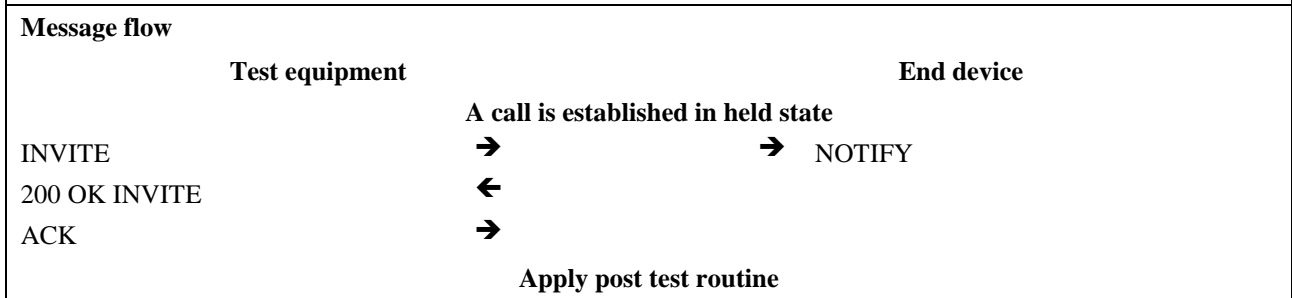 Message flow
Test equipment End device
A call is established in held state
INVITE ➔ ➔ NOTIFY
200 OK INVITE 🡸
ACK ➔
Apply post test routine